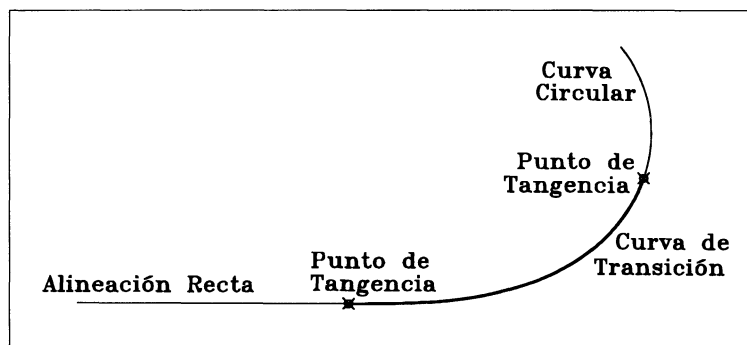 Curva
Circular
Punto de
Tangencia
Curva de
Transición
Punto de
Tangencia
Alineación Recta